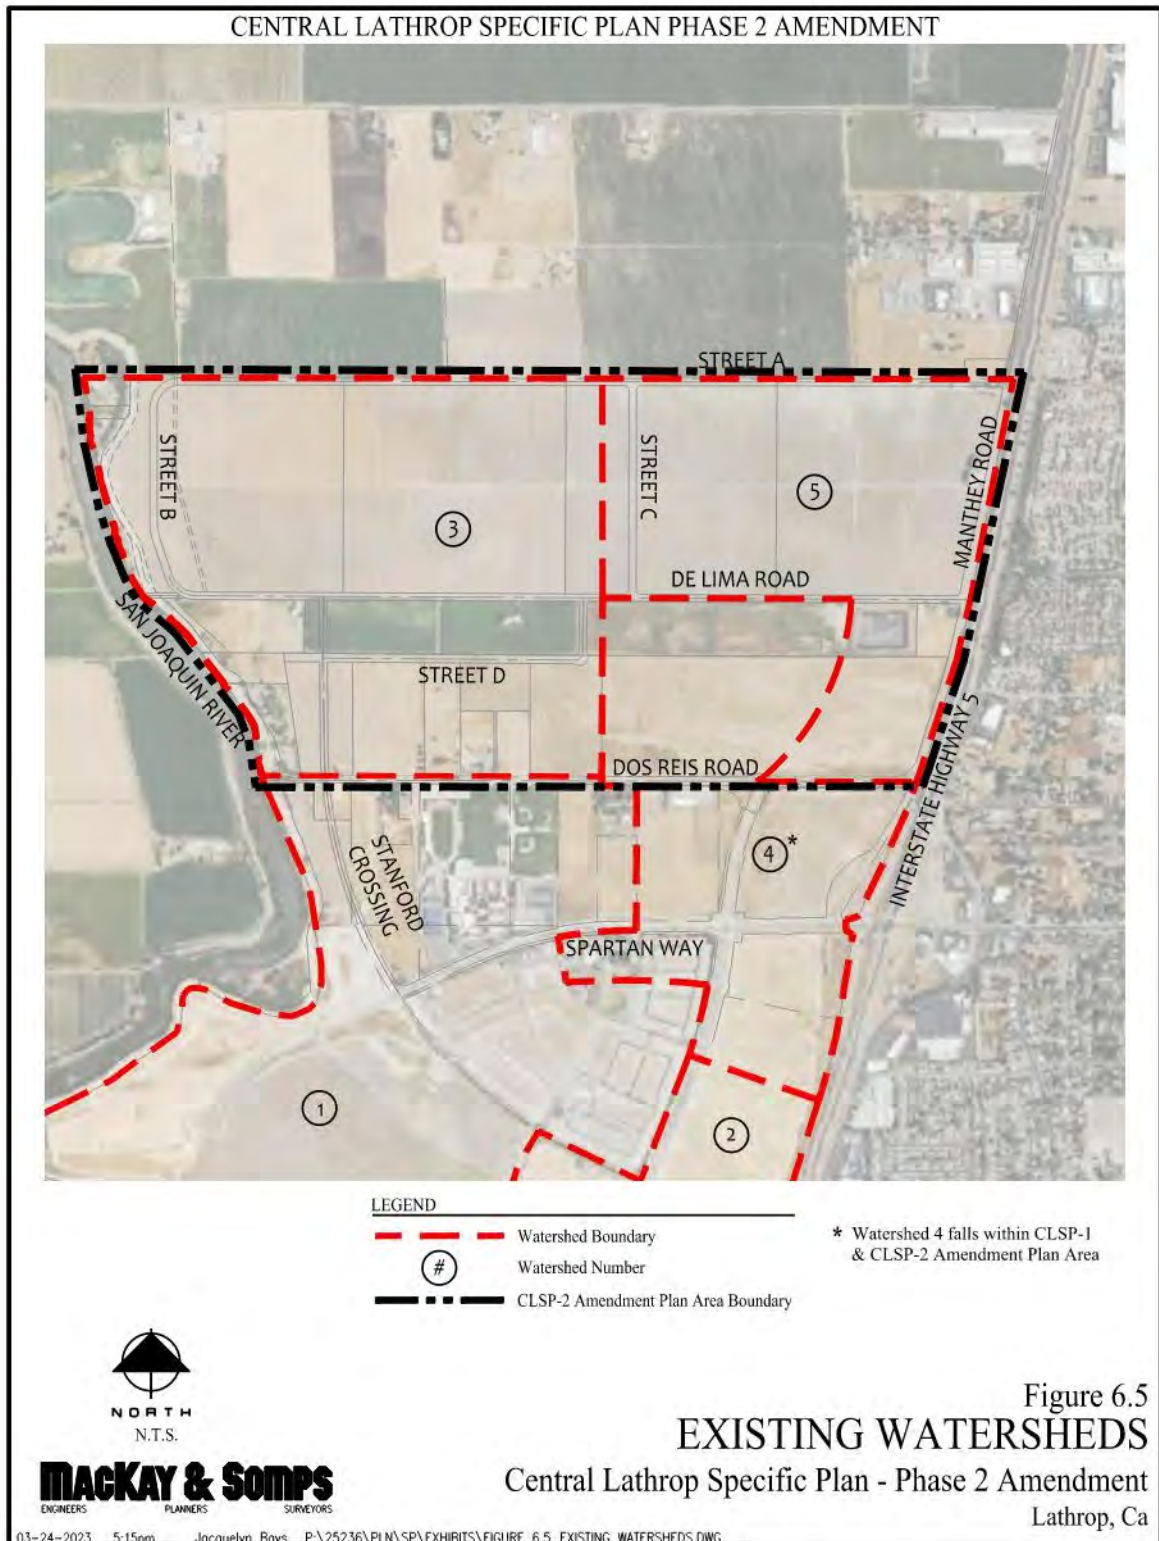 CENTRAL LATHROP SPECIFIC PLAN PHASE 2 AMENDMENT
STREET A
STREET B
STREET C
MANTHEY ROAD
5
3
DE LIMA ROAD
SAN JOAQUIN RIVER
STREET D
DOS REIS ROAD
INTERSTATE HIGHWAY 5
STANFORD
CROSSING
4*
SPARTAN WAY
1
2
LEGEND
Watershed Boundary
# Watershed Number
CLSP-2 Amendment Plan Area Boundary
* Watershed 4 falls within CLSP-1
& CLSP-2 Amendment Plan Area
NORTH
N.T.S.
Figure 6.5
EXISTING WATERSHEDS
Central Lathrop Specific Plan - Phase 2 Amendment
Lathrop, Ca
MACKAY & SOMPS
ENGINEERS PLANNERS SURVEYORS
03-24-2023 5:15pm Jacquelyn Bays P:\25236\PLN\SP\EXHIBITS\FIGURE 6.5 EXISTING WATERSHEDS.DWG